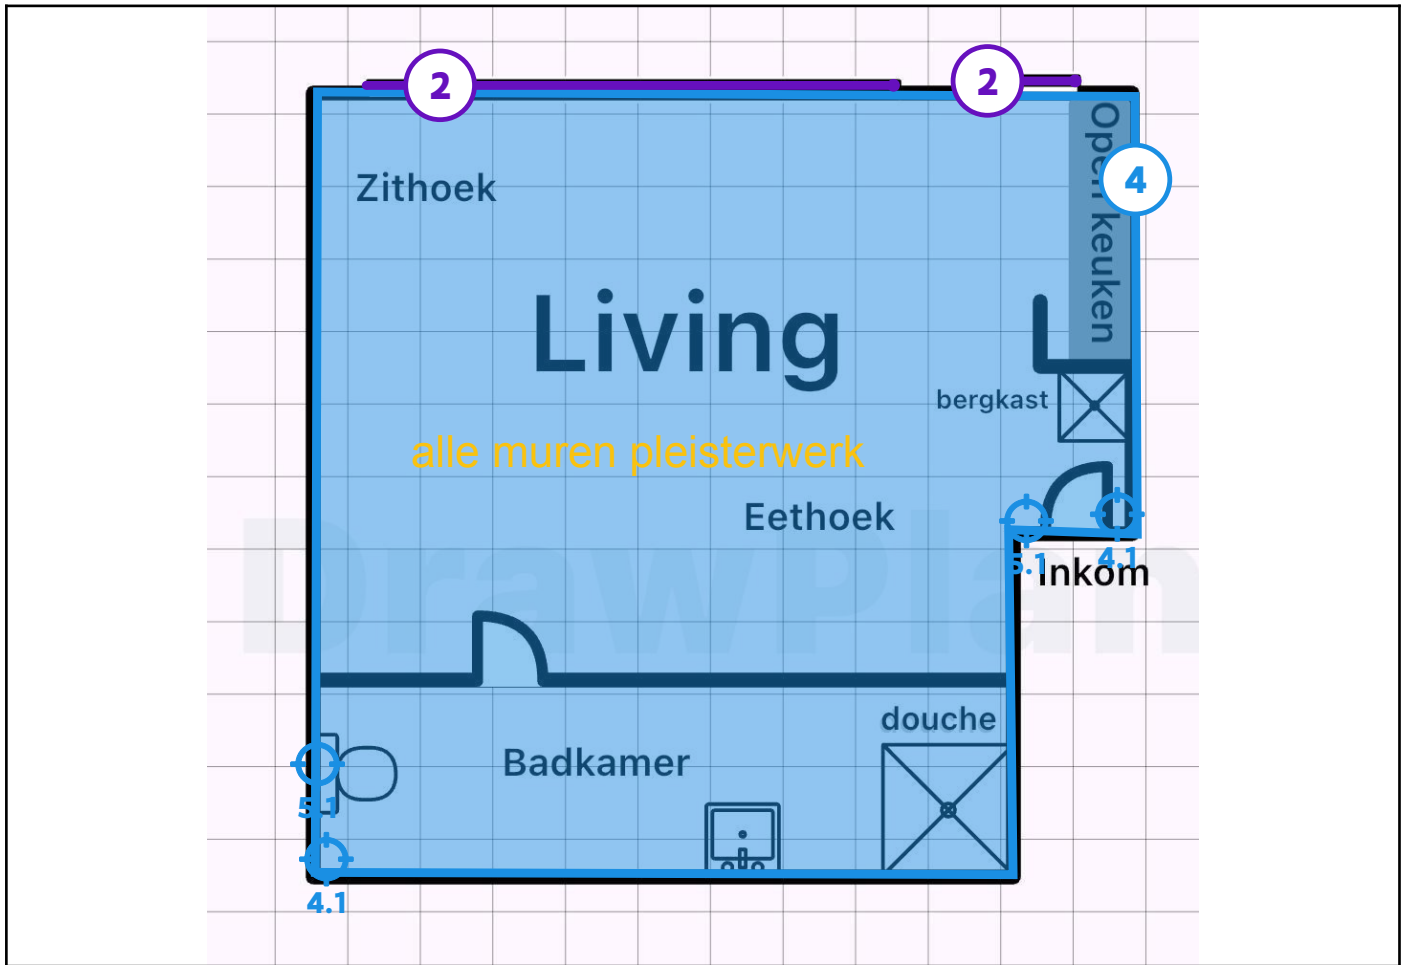 2
2
Zithoek
Open keuken
4
Living
bergkast
alle muren pleisterwerk
Eethoek
DrawPlan
5.1
4.1
Inkom
douche
Badkamer
5.1
4.1